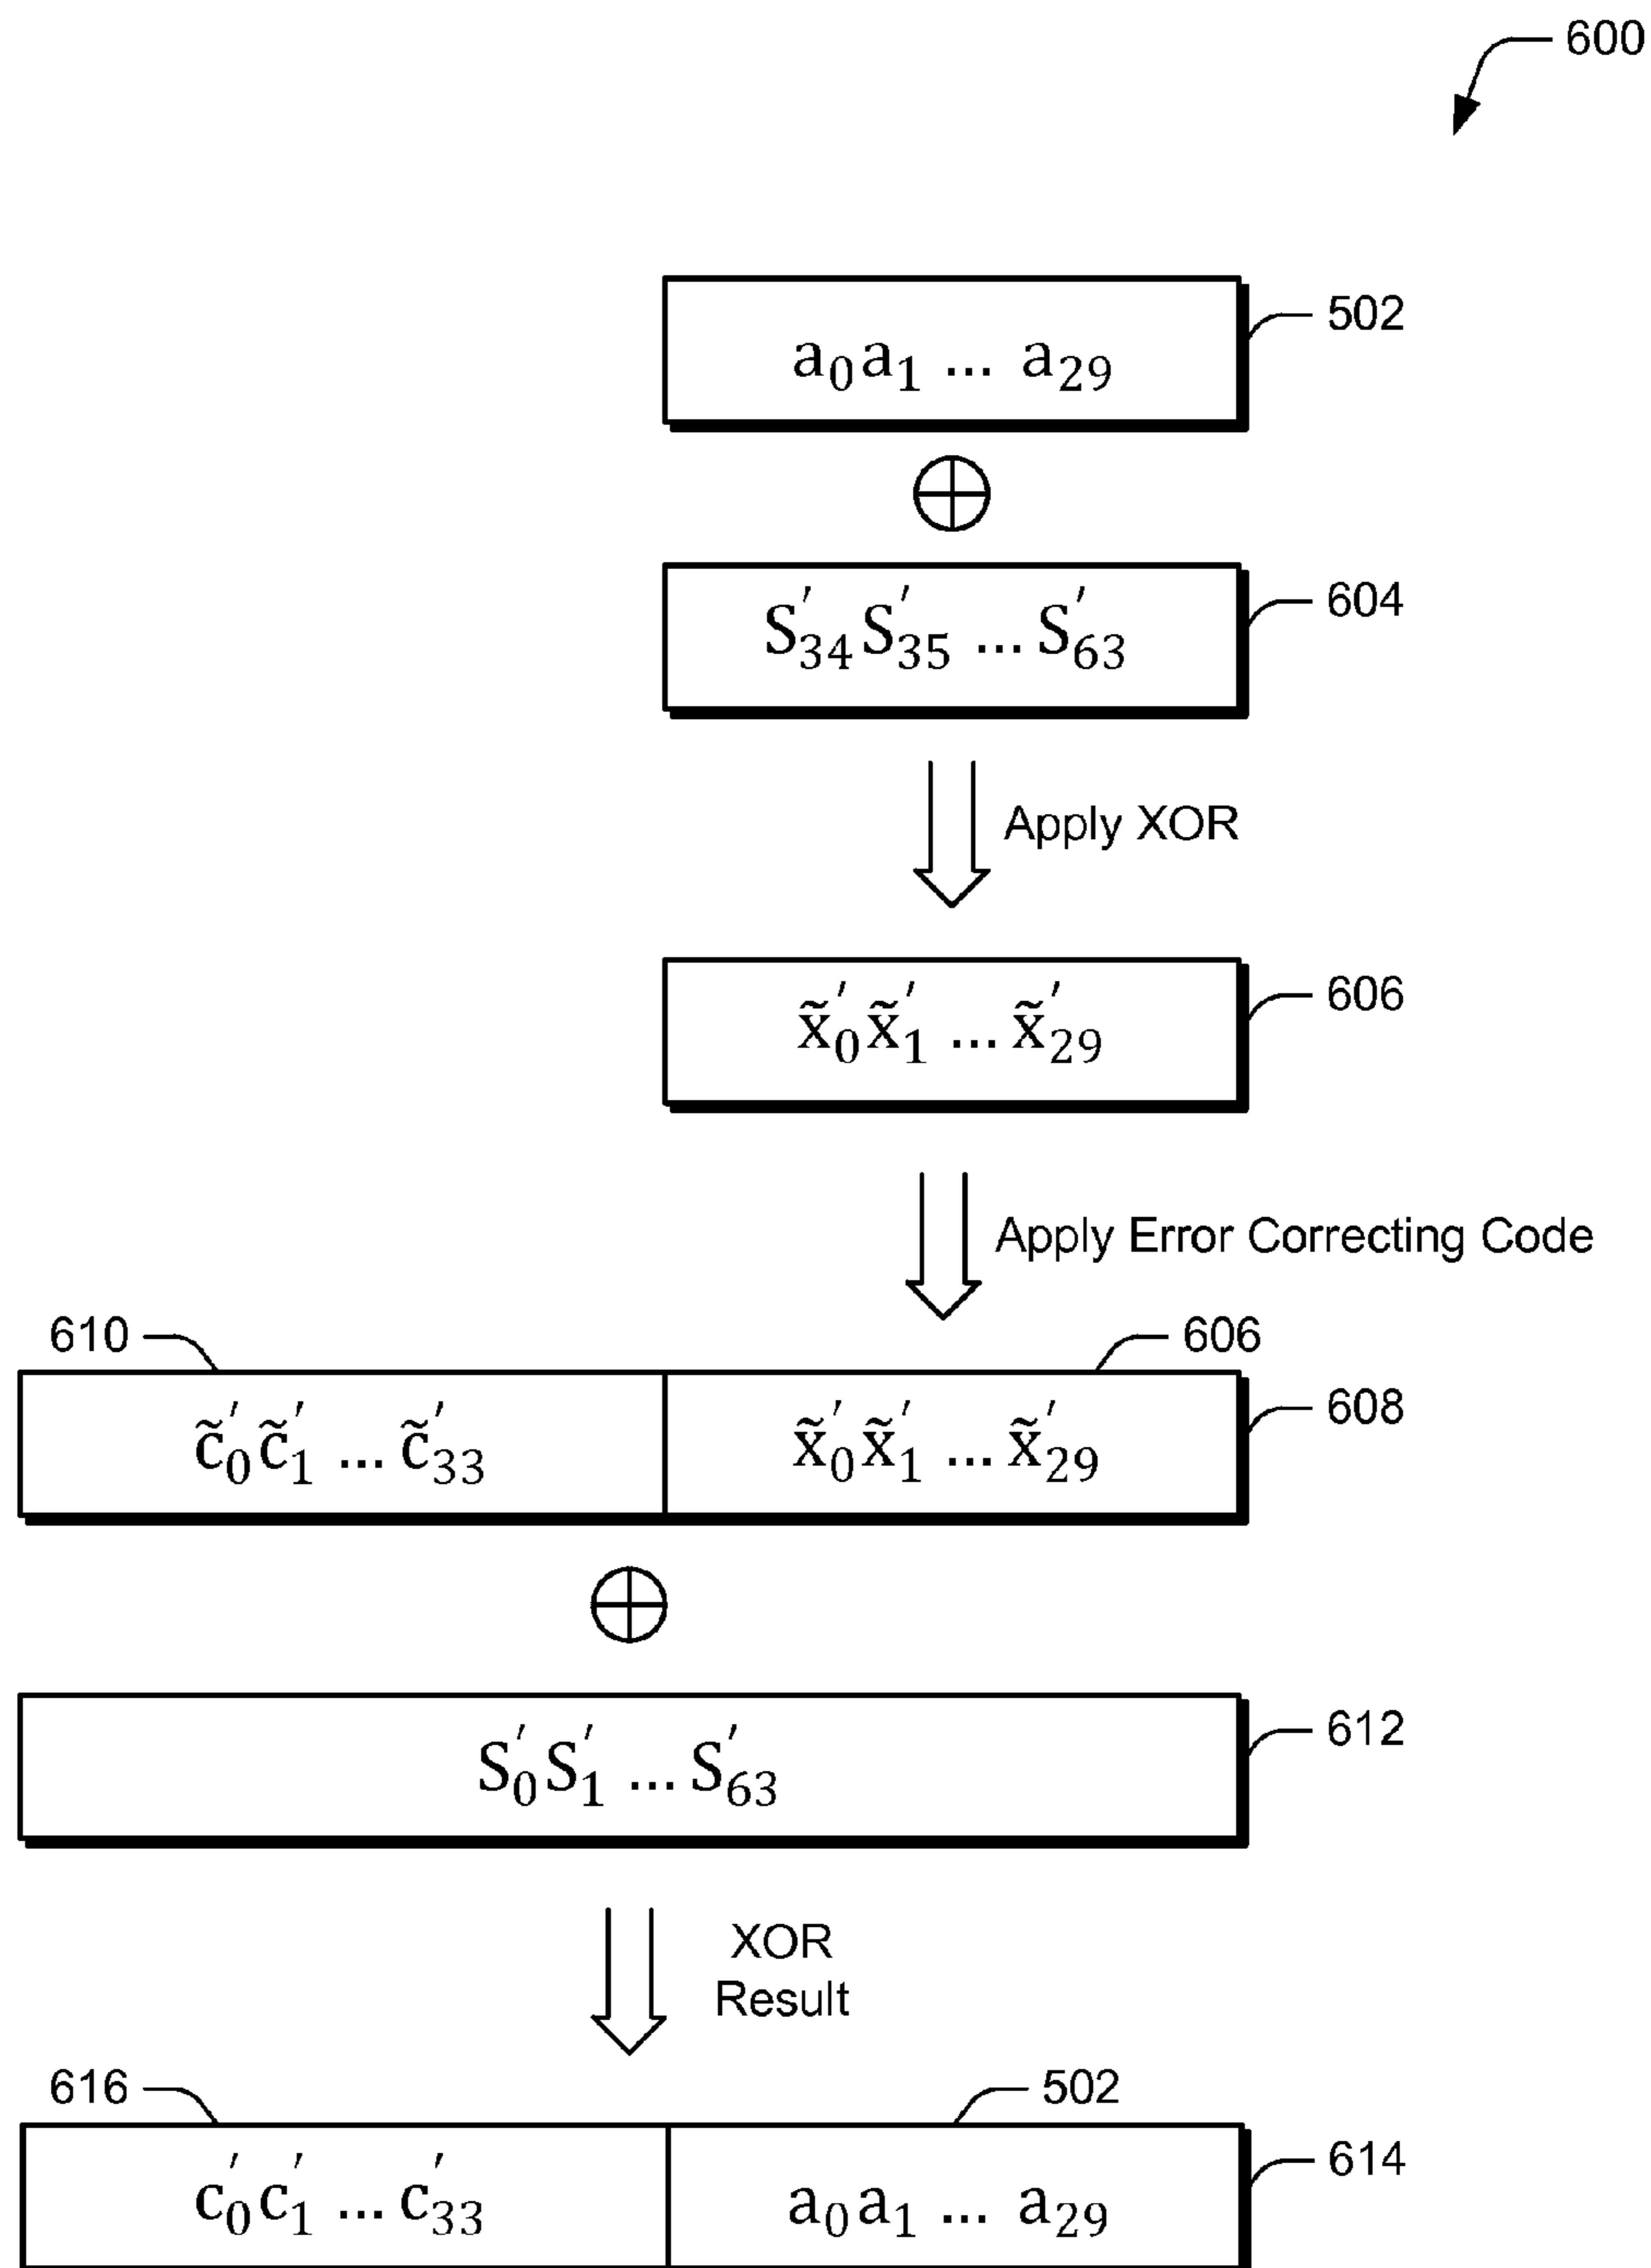 600
a₀a₁ ... a₂₉
502
S′₃₄S′₃₅ ... S′₆₃
604
Apply XOR
x̃′₀x̃′₁ ... x̃′₂₉
606
Apply Error Correcting Code
610
606
c̃′₀c̃′₁ ... c̃′₃₃
x̃′₀x̃′₁ ... x̃′₂₉
608
S′₀S′₁ ... S′₆₃
612
XOR
Result
616
502
c′₀c′₁ ... c′₃₃
a₀a₁ ... a₂₉
614